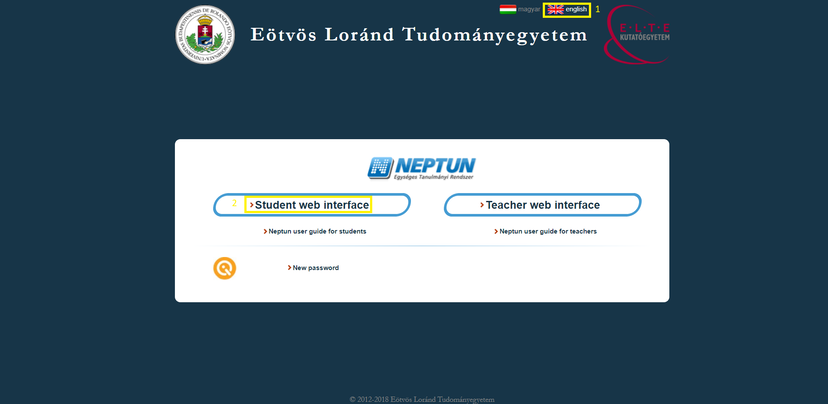 magyar english 1
Eötvös Loránd Tudományegyetem
E L T E
KUTATÓEGYETEM
NEPTUN
Egységes Tanulmányi Rendszer
2 Student web interface
Teacher web interface
Neptun user guide for students
Neptun user guide for teachers
New password
© 2012-2018 Eötvös Loránd Tudományegyetem